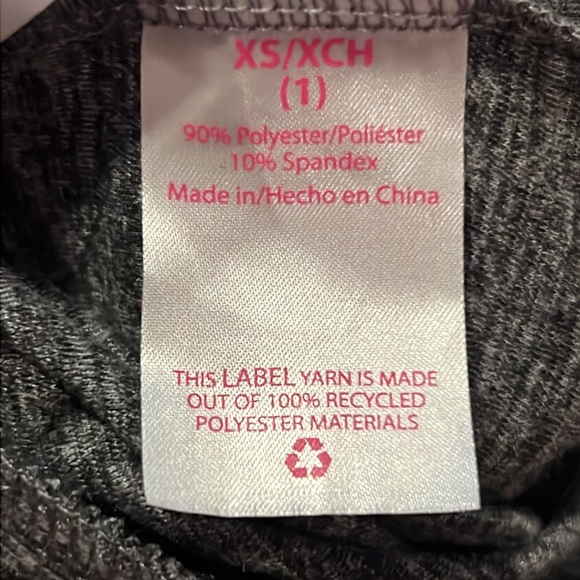 XS/XCH
(1)
90% Polyester/Poliéster
10% Spandex
Made in/Hecho en China
THIS LABEL YARN IS MADE
OUT OF 100% RECYCLED
POLYESTER MATERIALS